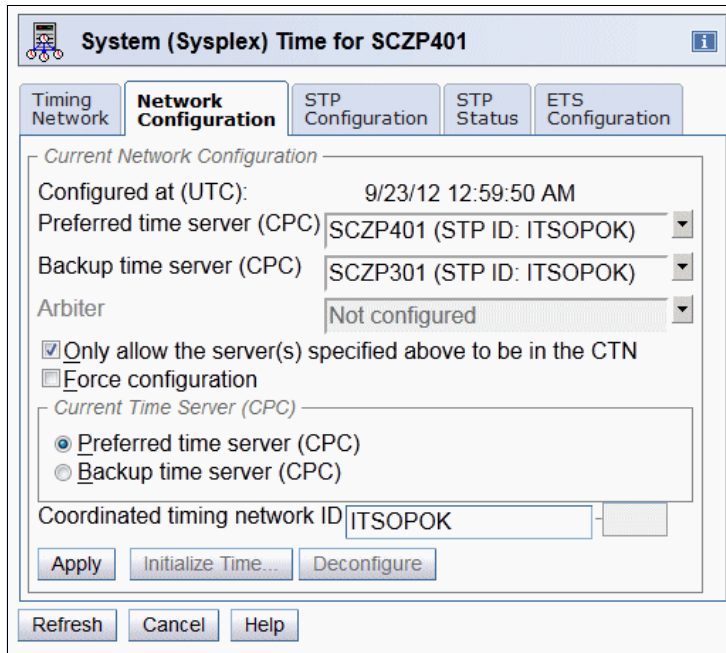 System (Sysplex) Time for SCZP401
i
Timing Network
Network Configuration
STP Configuration
STP Status
ETS Configuration
Current Network Configuration
Configured at (UTC): 9/23/12 12:59:50 AM
Preferred time server (CPC) SCZP401 (STP ID: ITSOPOK)
Backup time server (CPC) SCZP301 (STP ID: ITSOPOK)
Arbiter Not configured
Only allow the server(s) specified above to be in the CTN
Force configuration
Current Time Server (CPC)
Preferred time server (CPC)
Backup time server (CPC)
Coordinated timing network ID ITSOPOK -
Apply Initialize Time... Deconfigure
Refresh Cancel Help